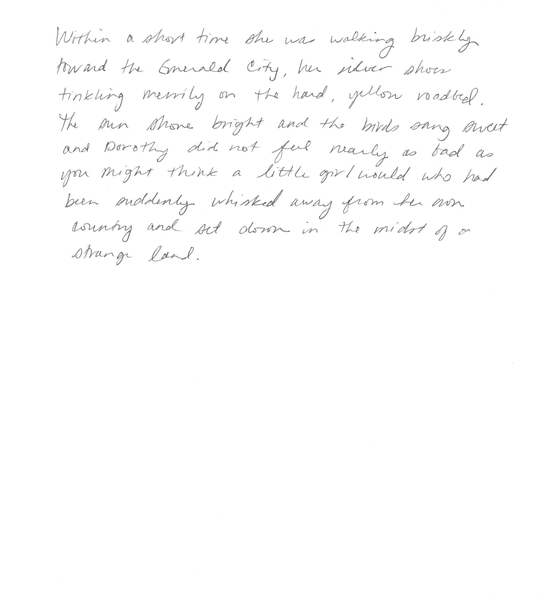 Within a short time she was walking briskly
toward the Emerald City, her silver shoes
tinkling merrily on the hard, yellow roadbed.
The sun shone bright and the birds sang sweet
and Dorothy did not feel nearly as bad as
you might think a little girl would who had
been suddenly whisked away from her own
country and set down in the midst of a
strange land.